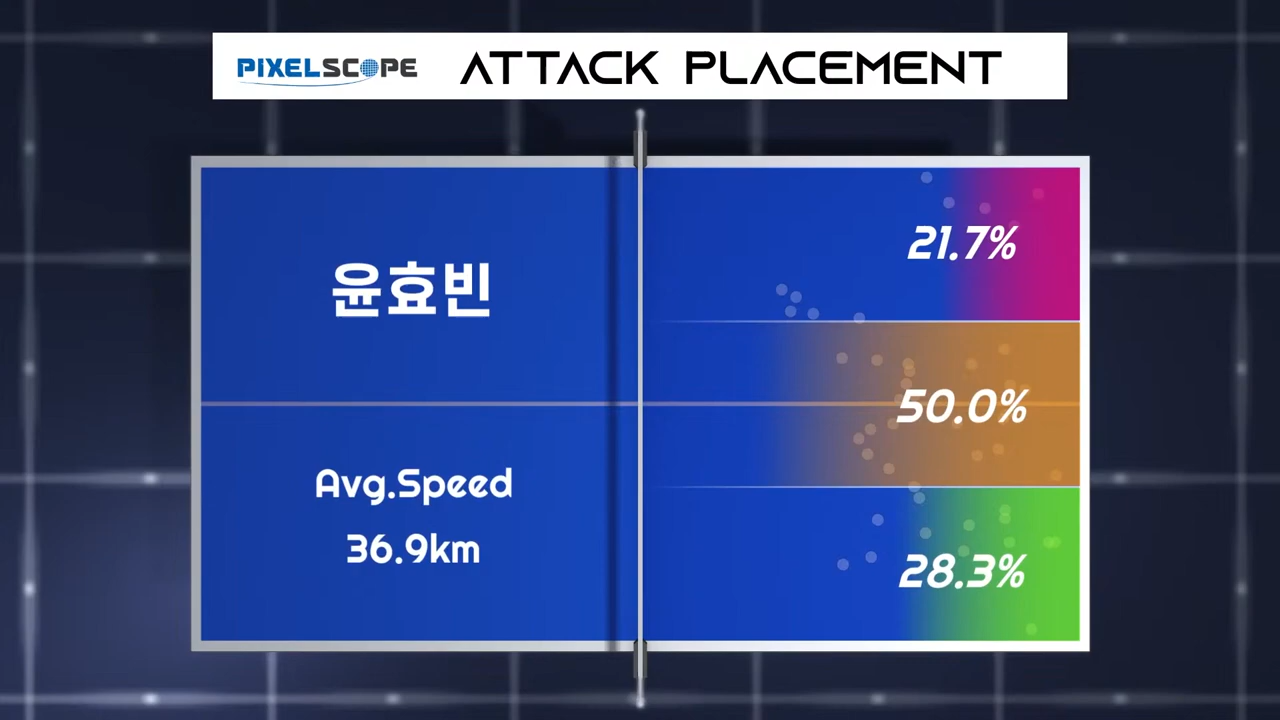 PIXELSCOPE ATTACK PLACEMENT
윤효빈
Avg.Speed
36.9km
21.7%
50.0%
28.3%